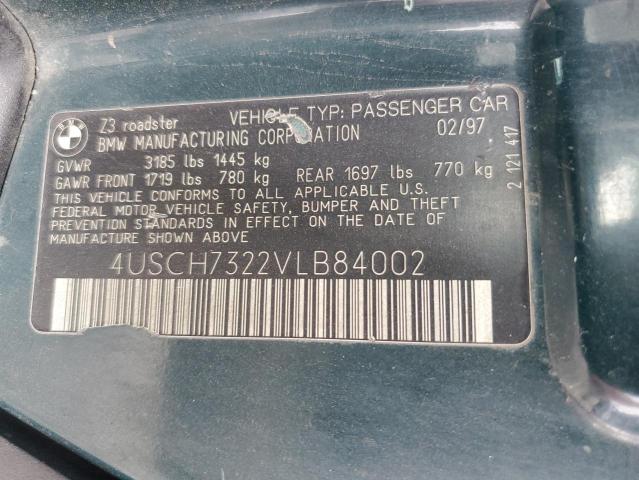 BMW
Z3 roadster VEHICLE TYP: PASSENGER CAR
BMW MANUFACTURING CORPORATION 02/97
GVWR 3185 lbs 1445 kg
GAWR FRONT 1719 lbs 780 kg REAR 1697 lbs 770 kg
THIS VEHICLE CONFORMS TO ALL APPLICABLE U.S.
FEDERAL MOTOR VEHICLE SAFETY, BUMPER AND THEFT
PREVENTION STANDARDS IN EFFECT ON THE DATE OF
MANUFACTURE SHOWN ABOVE.
4USCH7322VLB84002
2 121 417